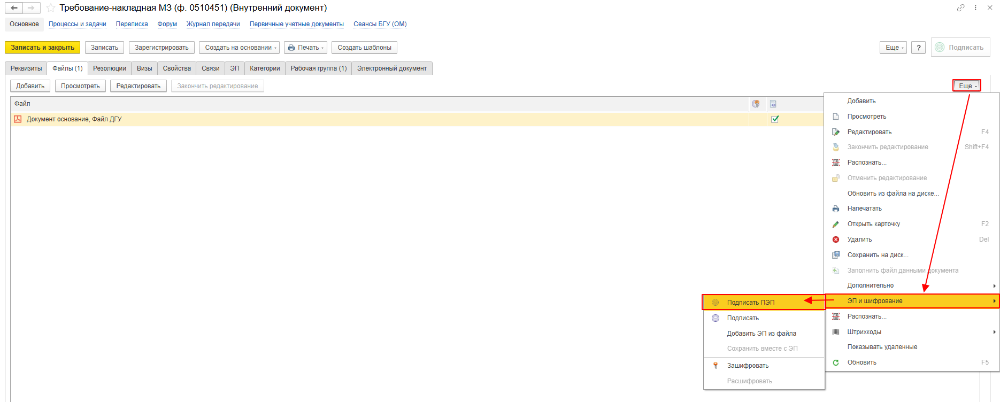 Требование-накладная МЗ (ф. 0510451) (Внутренний документ)
Основное Процессы и задачи Переписка Форум Журнал передачи Первичные учетные документы Сеансы БГУ (ОМ)
Записать и закрыть Записать Зарегистрировать Создать на основании Печать Создать шаблоны Еще ? Подписать
Реквизиты Файлы (1) Резолюции Визы Свойства Связи ЭП Категории Рабочая группа (1) Электронный документ
Добавить Просмотреть Редактировать Закончить редактирование Еще
Файл
Документ основание, Файл ДГУ
Добавить
Просмотреть
Редактировать F4
Закончить редактирование Shift+F4
Распознать...
Отменить редактирование
Обновить из файла на диске...
Напечатать
Открыть карточку F2
Удалить Del
Сохранить на диск...
Заполнить файл данными документа
Дополнительно
ЭП и шифрование
Распознать...
Штрихкоды
Показывать удаленные
Обновить F5
Подписать ПЭП
Подписать
Добавить ЭП из файла
Сохранить вместе с ЭП
Зашифровать
Расшифровать